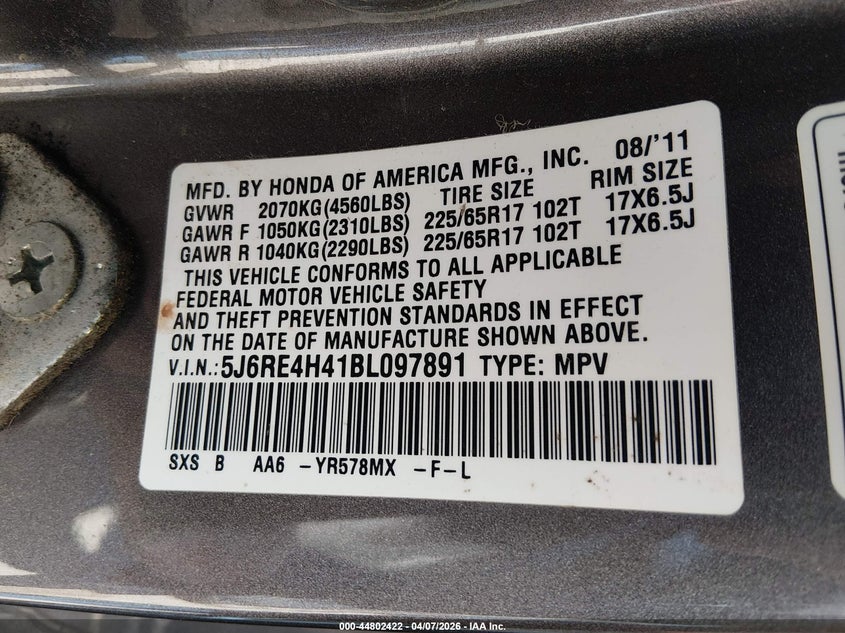 MFD. BY HONDA OF AMERICA MFG., INC. 08/'11
GVWR 2070KG(4560LBS) TIRE SIZE RIM SIZE
GAWR F 1050KG(2310LBS) 225/65R17 102T 17X6.5J
GAWR R 1040KG(2290LBS) 225/65R17 102T 17X6.5J
THIS VEHICLE CONFORMS TO ALL APPLICABLE
FEDERAL MOTOR VEHICLE SAFETY
AND THEFT PREVENTION STANDARDS IN EFFECT
ON THE DATE OF MANUFACTURE SHOWN ABOVE.
V.I.N.:5J6RE4H41BL097891 TYPE: MPV
SXS B AA6 -YR578MX -F-L
000-44802422 - 04/07/2026 - IAA Inc.